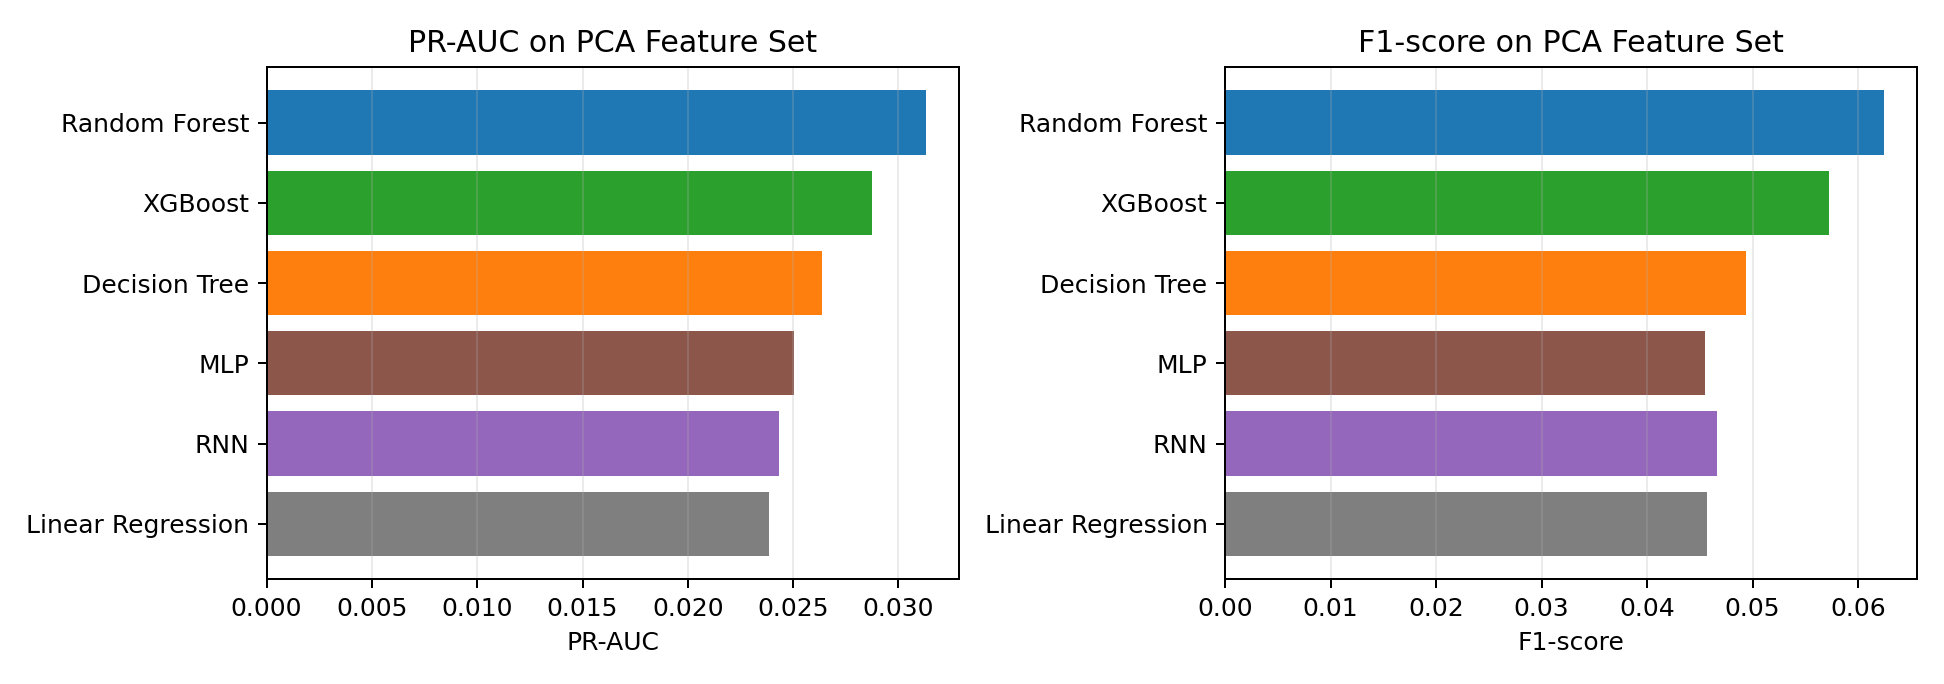 PR-AUC on PCA Feature Set
Random Forest
XGBoost
Decision Tree
MLP
RNN
Linear Regression
0.000 0.005 0.010 0.015 0.020 0.025 0.030
PR-AUC
F1-score on PCA Feature Set
Random Forest
XGBoost
Decision Tree
MLP
RNN
Linear Regression
0.00 0.01 0.02 0.03 0.04 0.05 0.06
F1-score